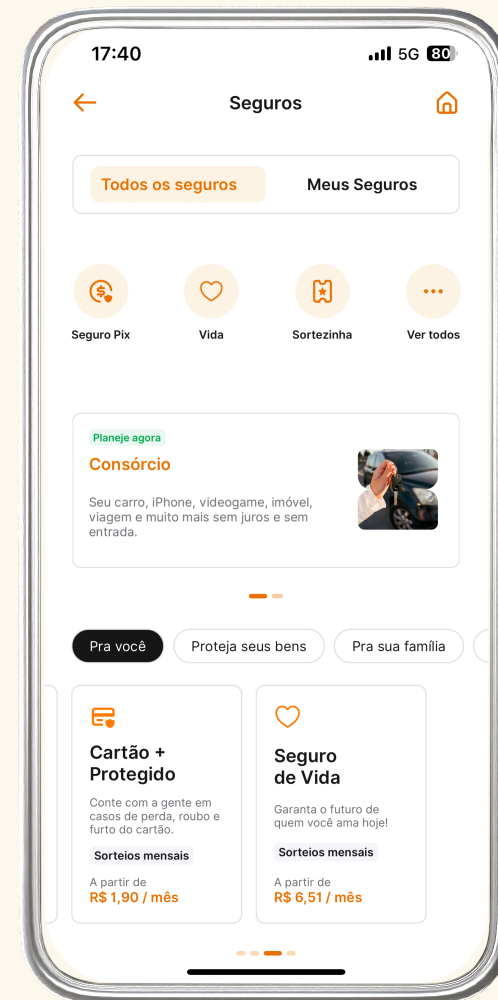 17:40
5G
80
Seguros
Todos os seguros
Meus Seguros
Seguro Pix
Vida
Sortezinha
Ver todos
Planeje agora
Consórcio
Seu carro, iPhone, videogame, imóvel,
viagem e muito mais sem juros e sem
entrada.
Pra você
Proteja seus bens
Pra sua família
Cartão +
Protegido
Conte com a gente em
casos de perda, roubo e
furto do cartão.
Sorteios mensais
A partir de
R$ 1,90 / mês
Seguro
de Vida
Garanta o futuro de
quem você ama hoje!
Sorteios mensais
A partir de
R$ 6,51 / mês